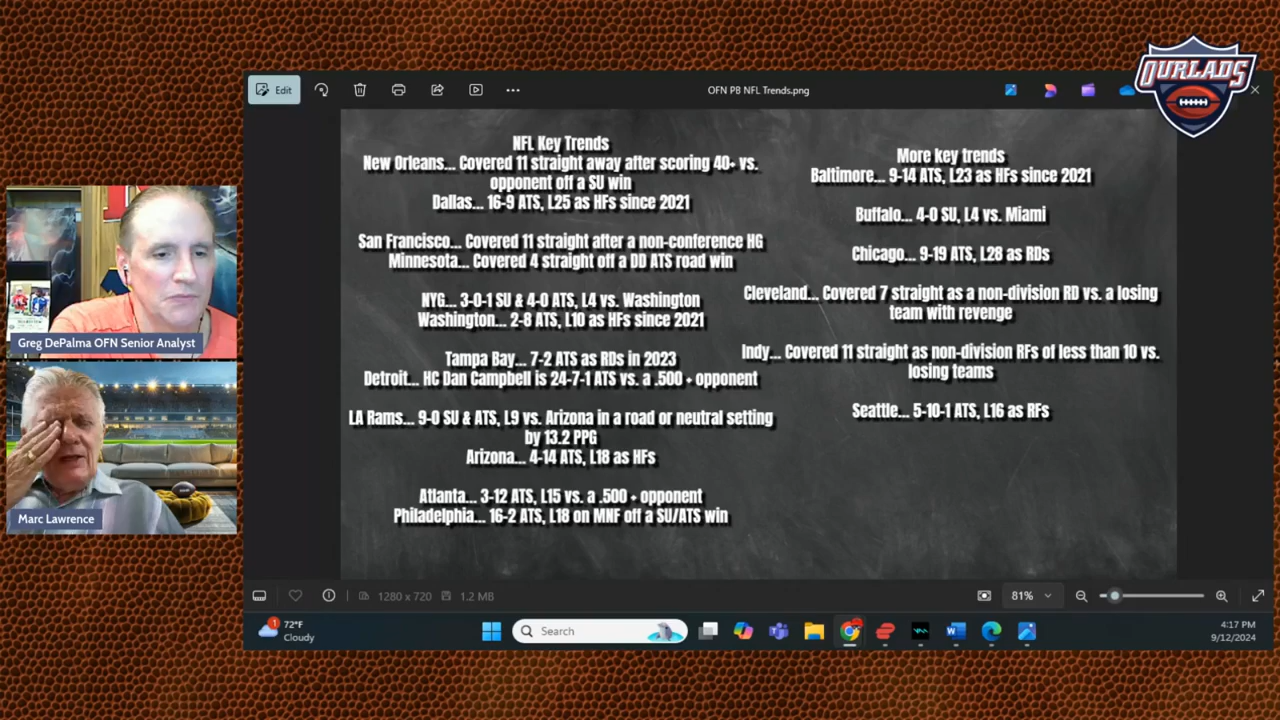 OURLADS
Edit
OFN PB NFL Trends.png
NFL Key Trends
New Orleans... Covered 11 straight away after scoring 40+ vs.
opponent off a SU win
Dallas... 16-9 ATS, L25 as HFs since 2021
San Francisco... Covered 11 straight after a non-conference HG
Minnesota... Covered 4 straight off a DD ATS road win
NYG... 3-0-1 SU & 4-0 ATS, L4 vs. Washington
Washington... 2-8 ATS, L10 as HFs since 2021
Tampa Bay... 7-2 ATS as RDs in 2023
Detroit... HC Dan Campbell is 24-7-1 ATS vs. a .500 + opponent
LA Rams... 9-0 SU & ATS, L9 vs. Arizona in a road or neutral setting
by 13.2 PPG
Arizona... 4-14 ATS, L18 as HFs
Atlanta... 3-12 ATS, L15 vs. a .500 + opponent
Philadelphia... 16-2 ATS, L18 on MNF off a SU/ATS win
More key trends
Baltimore... 9-14 ATS, L23 as HFs since 2021
Buffalo... 4-0 SU, L4 vs. Miami
Chicago... 9-19 ATS, L28 as RDs
Cleveland... Covered 7 straight as a non-division RD vs. a losing
team with revenge
Indy... Covered 11 straight as non-division RFs of less than 10 vs.
losing teams
Seattle... 5-10-1 ATS, L16 as RFs
Greg DePalma OFN Senior Analyst
Marc Lawrence
1280 x 720
1.2 MB
81%
1
72°F
Cloudy
Search
4:17 PM
9/12/2024